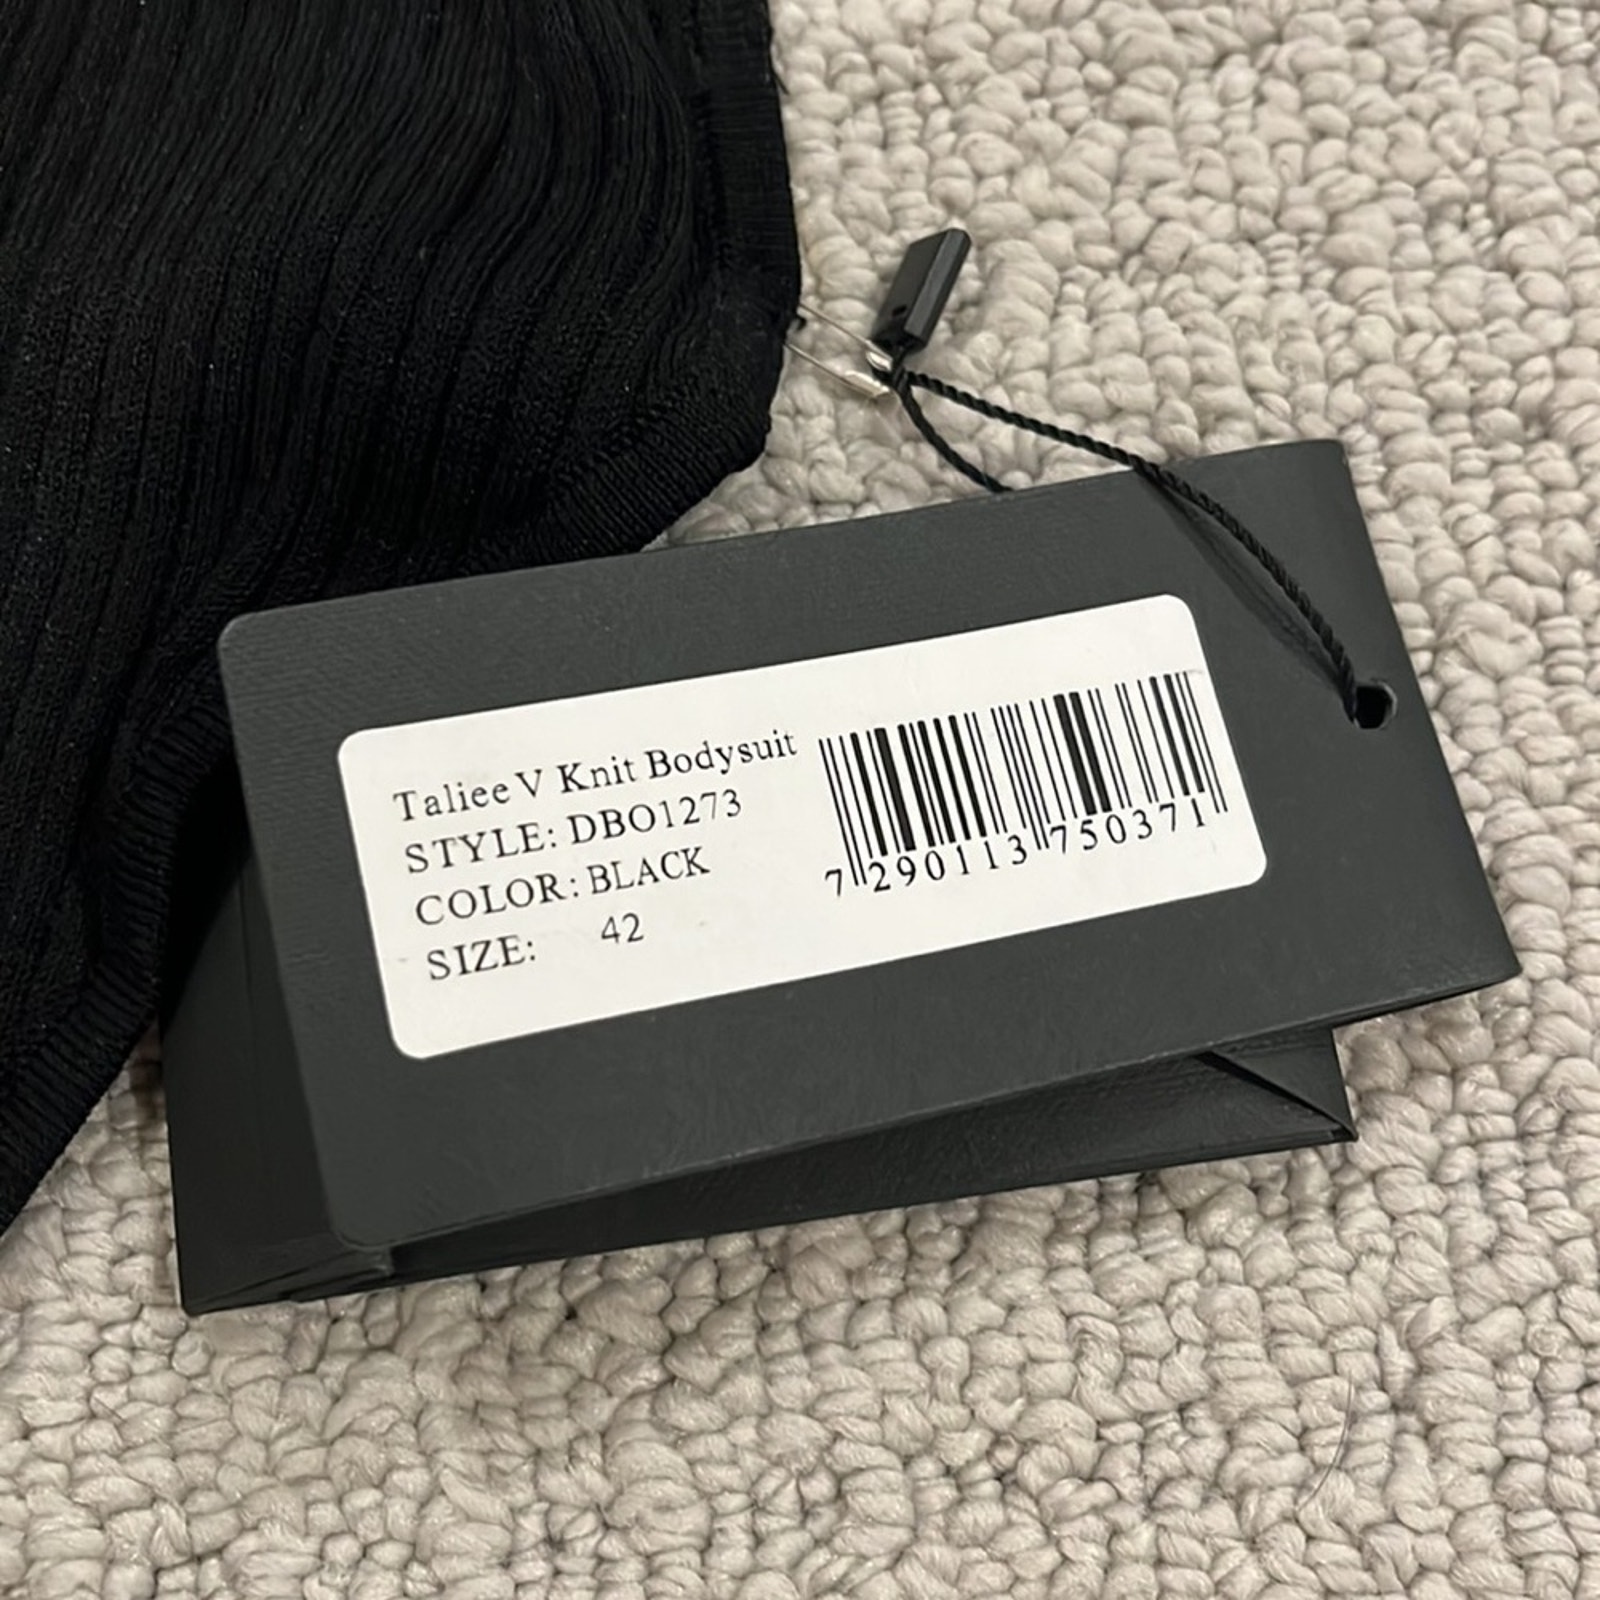 Taliee V Knit Bodysuit
STYLE: DBO1273
COLOR: BLACK
SIZE: 42
7 290113 750371